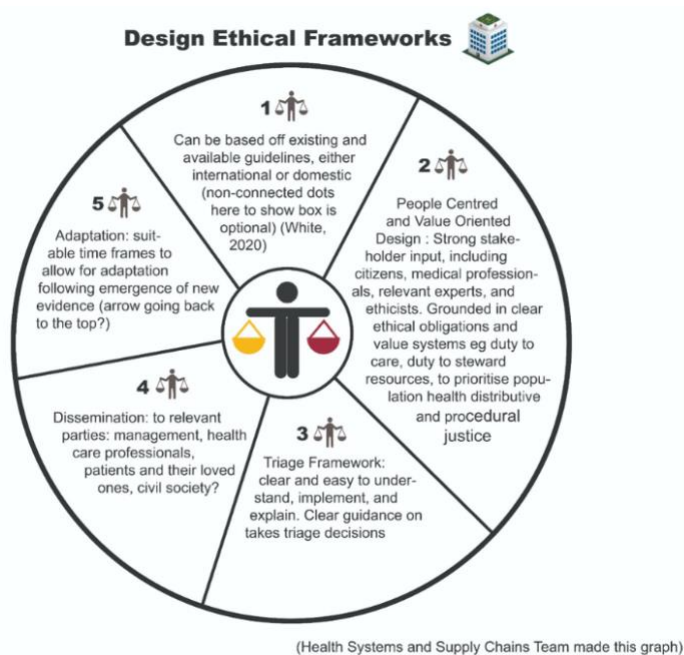 Design Ethical Frameworks
1
Can be based off existing and
available guidelines, either
international or domestic
(non-connected dots
here to show box is
optional) (White,
2020)
2
People Centred
and Value Oriented
Design : Strong stake-
holder input, including
citizens, medical profession-
als, relevant experts, and
ethicists. Grounded in clear
ethical obligations and
value systems eg duty to
care, duty to steward
resources, to prioritise popu-
lation health distributive
and procedural
justice
3
Triage Framework:
clear and easy to under-
stand, implement, and
explain. Clear guidance on
takes triage decisions
4
Dissemination: to relevant
parties: management, health
care professionals,
patients and their loved
ones, civil society?
5
Adaptation: suit-
able time frames to
allow for adaptation
following emergence of new
evidence (arrow going back
to the top?)
(Health Systems and Supply Chains Team made this graph)